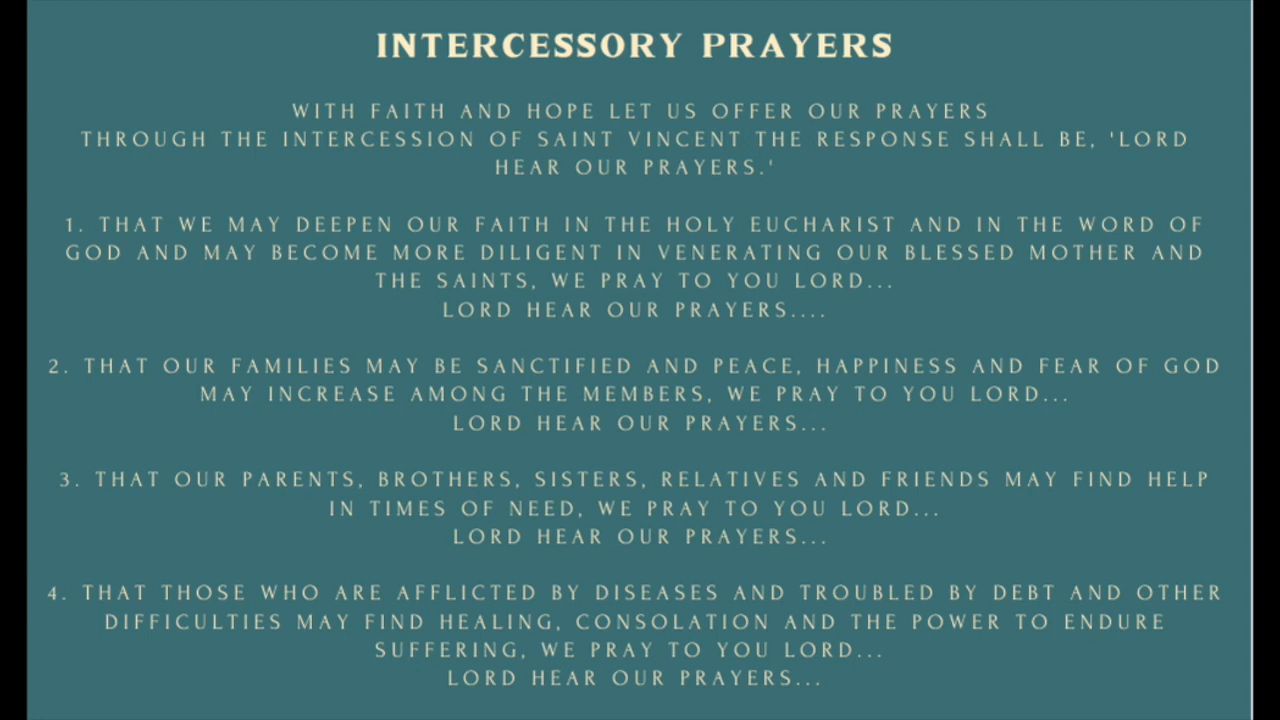 INTERCESSORY PRAYERS
WITH FAITH AND HOPE LET US OFFER OUR PRAYERS
THROUGH THE INTERCESSION OF SAINT VINCENT THE RESPONSE SHALL BE, 'LORD
HEAR OUR PRAYERS.'
1. THAT WE MAY DEEPEN OUR FAITH IN THE HOLY EUCHARIST AND IN THE WORD OF
GOD AND MAY BECOME MORE DILIGENT IN VENERATING OUR BLESSED MOTHER AND
THE SAINTS, WE PRAY TO YOU LORD...
LORD HEAR OUR PRAYERS....
2. THAT OUR FAMILIES MAY BE SANCTIFIED AND PEACE, HAPPINESS AND FEAR OF GOD
MAY INCREASE AMONG THE MEMBERS, WE PRAY TO YOU LORD...
LORD HEAR OUR PRAYERS...
3. THAT OUR PARENTS, BROTHERS, SISTERS, RELATIVES AND FRIENDS MAY FIND HELP
IN TIMES OF NEED, WE PRAY TO YOU LORD...
LORD HEAR OUR PRAYERS...
4. THAT THOSE WHO ARE AFFLICTED BY DISEASES AND TROUBLED BY DEBT AND OTHER
DIFFICULTIES MAY FIND HEALING, CONSOLATION AND THE POWER TO ENDURE
SUFFERING, WE PRAY TO YOU LORD...
LORD HEAR OUR PRAYERS...